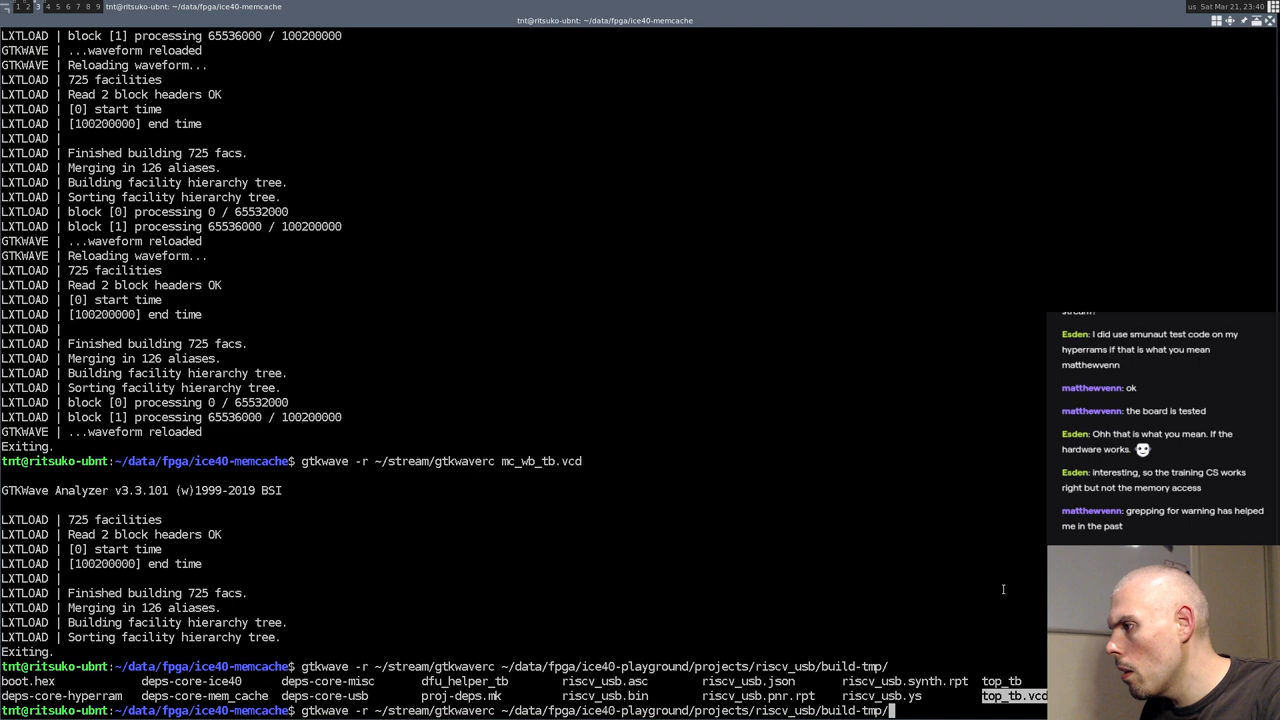 1 2 3 4 5 6 7 8 9 tnt@ritsuko-ubnt: ~/data/fpga/ice40-memcache us Sat Mar 21, 23:40
tnt@ritsuko-ubnt: ~/data/fpga/ice40-memcache
LXTLOAD | block [1] processing 65536000 / 100200000
GTKWAVE | ...waveform reloaded
GTKWAVE | Reloading waveform...
LXTLOAD | 725 facilities
LXTLOAD | Read 2 block headers OK
LXTLOAD | [0] start time
LXTLOAD | [100200000] end time
LXTLOAD |
LXTLOAD | Finished building 725 facs.
LXTLOAD | Merging in 126 aliases.
LXTLOAD | Building facility hierarchy tree.
LXTLOAD | Sorting facility hierarchy tree.
LXTLOAD | block [0] processing 0 / 65532000
LXTLOAD | block [1] processing 65536000 / 100200000
GTKWAVE | ...waveform reloaded
GTKWAVE | Reloading waveform...
LXTLOAD | 725 facilities
LXTLOAD | Read 2 block headers OK
LXTLOAD | [0] start time
LXTLOAD | [100200000] end time
LXTLOAD |
LXTLOAD | Finished building 725 facs.
LXTLOAD | Merging in 126 aliases.
LXTLOAD | Building facility hierarchy tree.
LXTLOAD | Sorting facility hierarchy tree.
LXTLOAD | block [0] processing 0 / 65532000
LXTLOAD | block [1] processing 65536000 / 100200000
GTKWAVE | ...waveform reloaded
Exiting.
tnt@ritsuko-ubnt:~/data/fpga/ice40-memcache$ gtkwave -r ~/stream/gtkwaverc mc_wb_tb.vcd
GTKWave Analyzer v3.3.101 (w)1999-2019 BSI
LXTLOAD | 725 facilities
LXTLOAD | Read 2 block headers OK
LXTLOAD | [0] start time
LXTLOAD | [100200000] end time
LXTLOAD |
LXTLOAD | Finished building 725 facs.
LXTLOAD | Merging in 126 aliases.
LXTLOAD | Building facility hierarchy tree.
LXTLOAD | Sorting facility hierarchy tree.
Exiting.
tnt@ritsuko-ubnt:~/data/fpga/ice40-memcache$ gtkwave -r ~/stream/gtkwaverc ~/data/fpga/ice40-playground/projects/riscv_usb/build-tmp/
boot.hex deps-core-ice40 deps-core-misc dfu_helper_tb riscv_usb.asc riscv_usb.json riscv_usb.synth.rpt top_tb
deps-core-hyperram deps-core-mem_cache deps-core-usb proj-deps.mk riscv_usb.bin riscv_usb.pnr.rpt riscv_usb.ys top_tb.vcd
tnt@ritsuko-ubnt:~/data/fpga/ice40-memcache$ gtkwave -r ~/stream/gtkwaverc ~/data/fpga/ice40-playground/projects/riscv_usb/build-tmp/
stream?
Esden: I did use smunaut test code on my
hyperrams if that is what you mean
matthewvenn
matthewvenn: ok
matthewvenn: the board is tested
Esden: Ohh that is what you mean. If the
hardware works.
Esden: interesting, so the training CS works
right but not the memory access
matthewvenn: grepping for warning has helped
me in the past